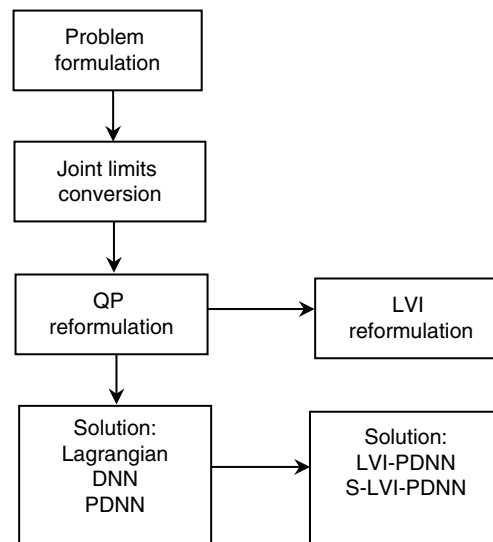 Problem
formulation
Joint limits
conversion
QP
reformulation
LVI
reformulation
Solution:
Lagrangian
DNN
PDNN
Solution:
LVI-PDNN
S-LVI-PDNN